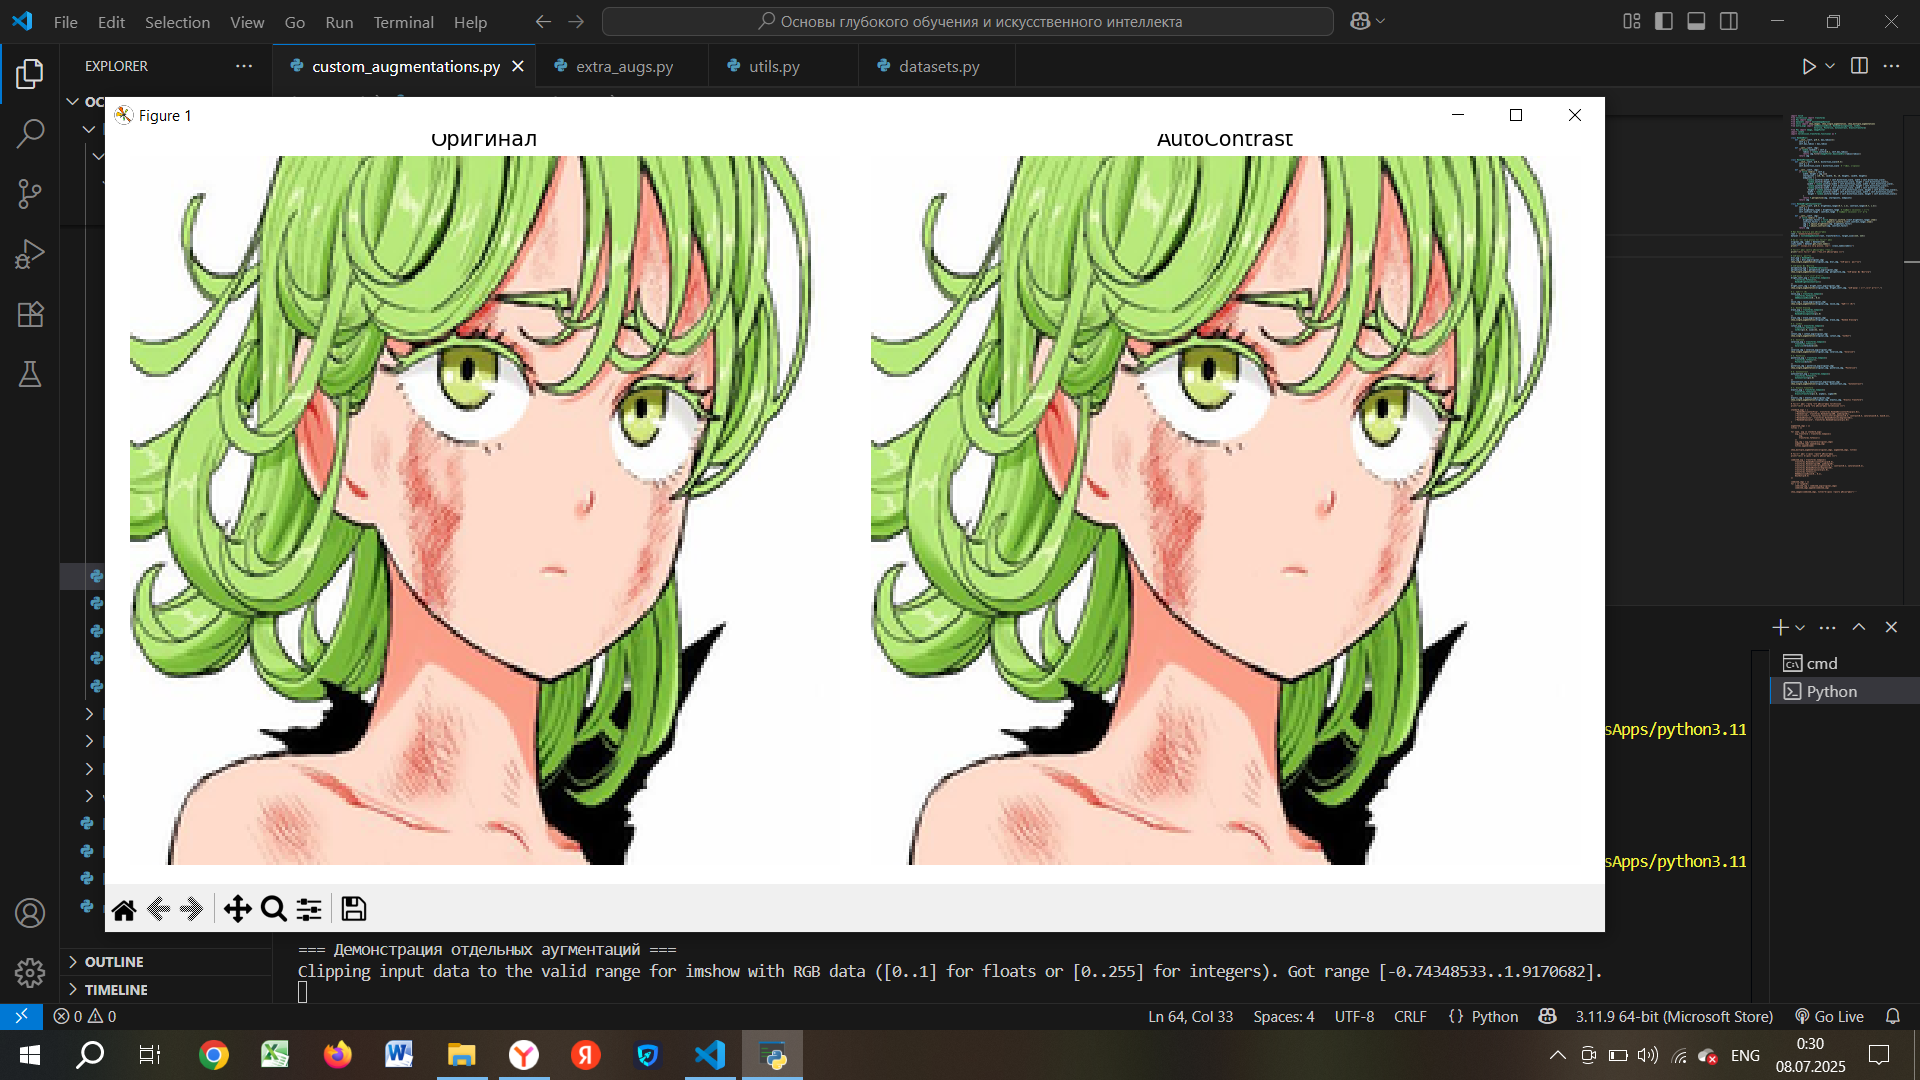 File Edit Selection View Go Run Terminal Help
Основы глубокого обучения и искусственного интеллекта
EXPLORER
custom_augmentations.py
extra_augs.py
utils.py
datasets.py
ОС
Figure 1
Оригинал
AutoContrast
cmd
Python
sApps/python3.11
sApps/python3.11
=== Демонстрация отдельных аугментаций ===
Clipping input data to the valid range for imshow with RGB data ([0..1] for floats or [0..255] for integers). Got range [-0.74348533..1.9170682].
OUTLINE
TIMELINE
0 0
Ln 64, Col 33 Spaces: 4 UTF-8 CRLF {} Python 3.11.9 64-bit (Microsoft Store) Go Live
ENG
0:30
08.07.2025